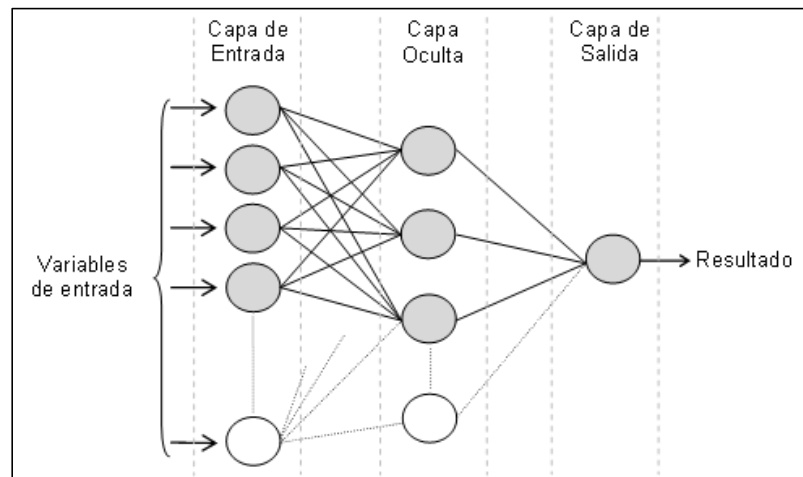 Capa de
Entrada
Capa
Oculta
Capa de
Salida
Variables
de entrada
Resultado